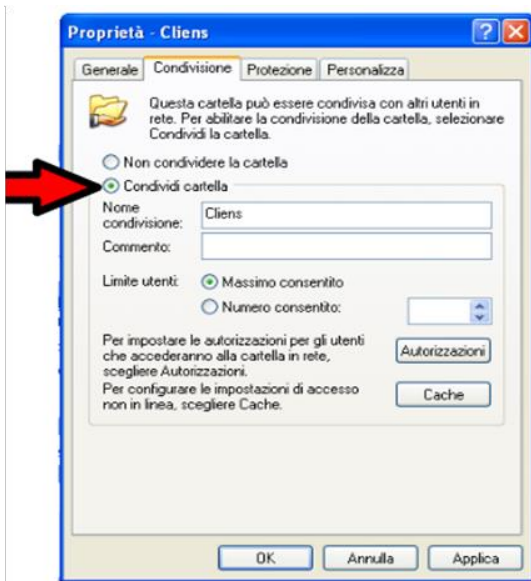 Proprietà - Cliens
Generale Condivisione Protezione Personalizza
Questa cartella può essere condivisa con altri utenti in
rete. Per abilitare la condivisione della cartella, selezionare
Condividi la cartella.
Non condividere la cartella
Condividi cartella
Nome
condivisione:
Cliens
Commento:
Limite utenti: Massimo consentito
Numero consentito:
Per impostare le autorizzazioni per gli utenti
che accederanno alla cartella in rete,
scegliere Autorizzazioni.
Autorizzazioni
Per configurare le impostazioni di accesso
non in linea, scegliere Cache.
Cache
OK Annulla Applica